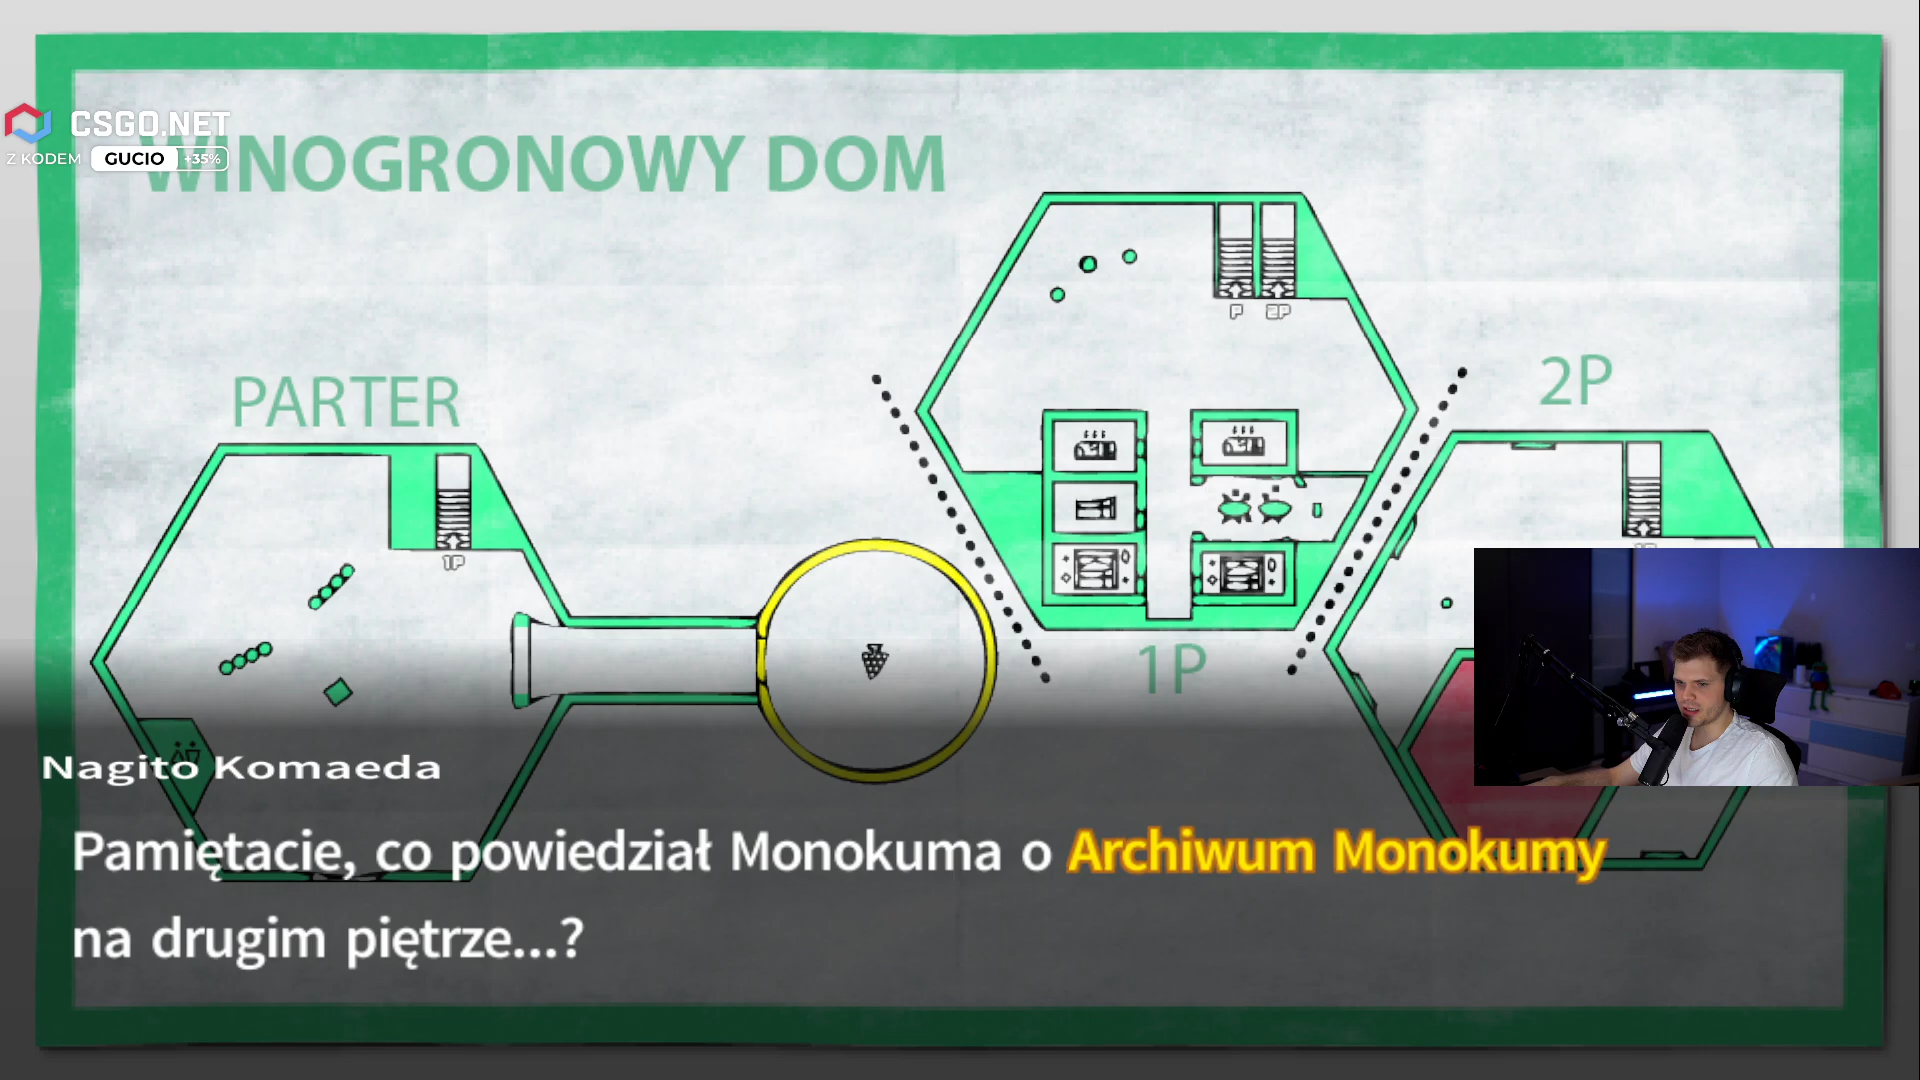 CSGO.NET
Z KODEM GUCIO +35%
WINOGRONOWY DOM
P 2P
2P
PARTER
1P
1P
Nagito Komaeda
Pamiętacie, co powiedział Monokuma o Archiwum Monokumy
na drugim piętrze...?